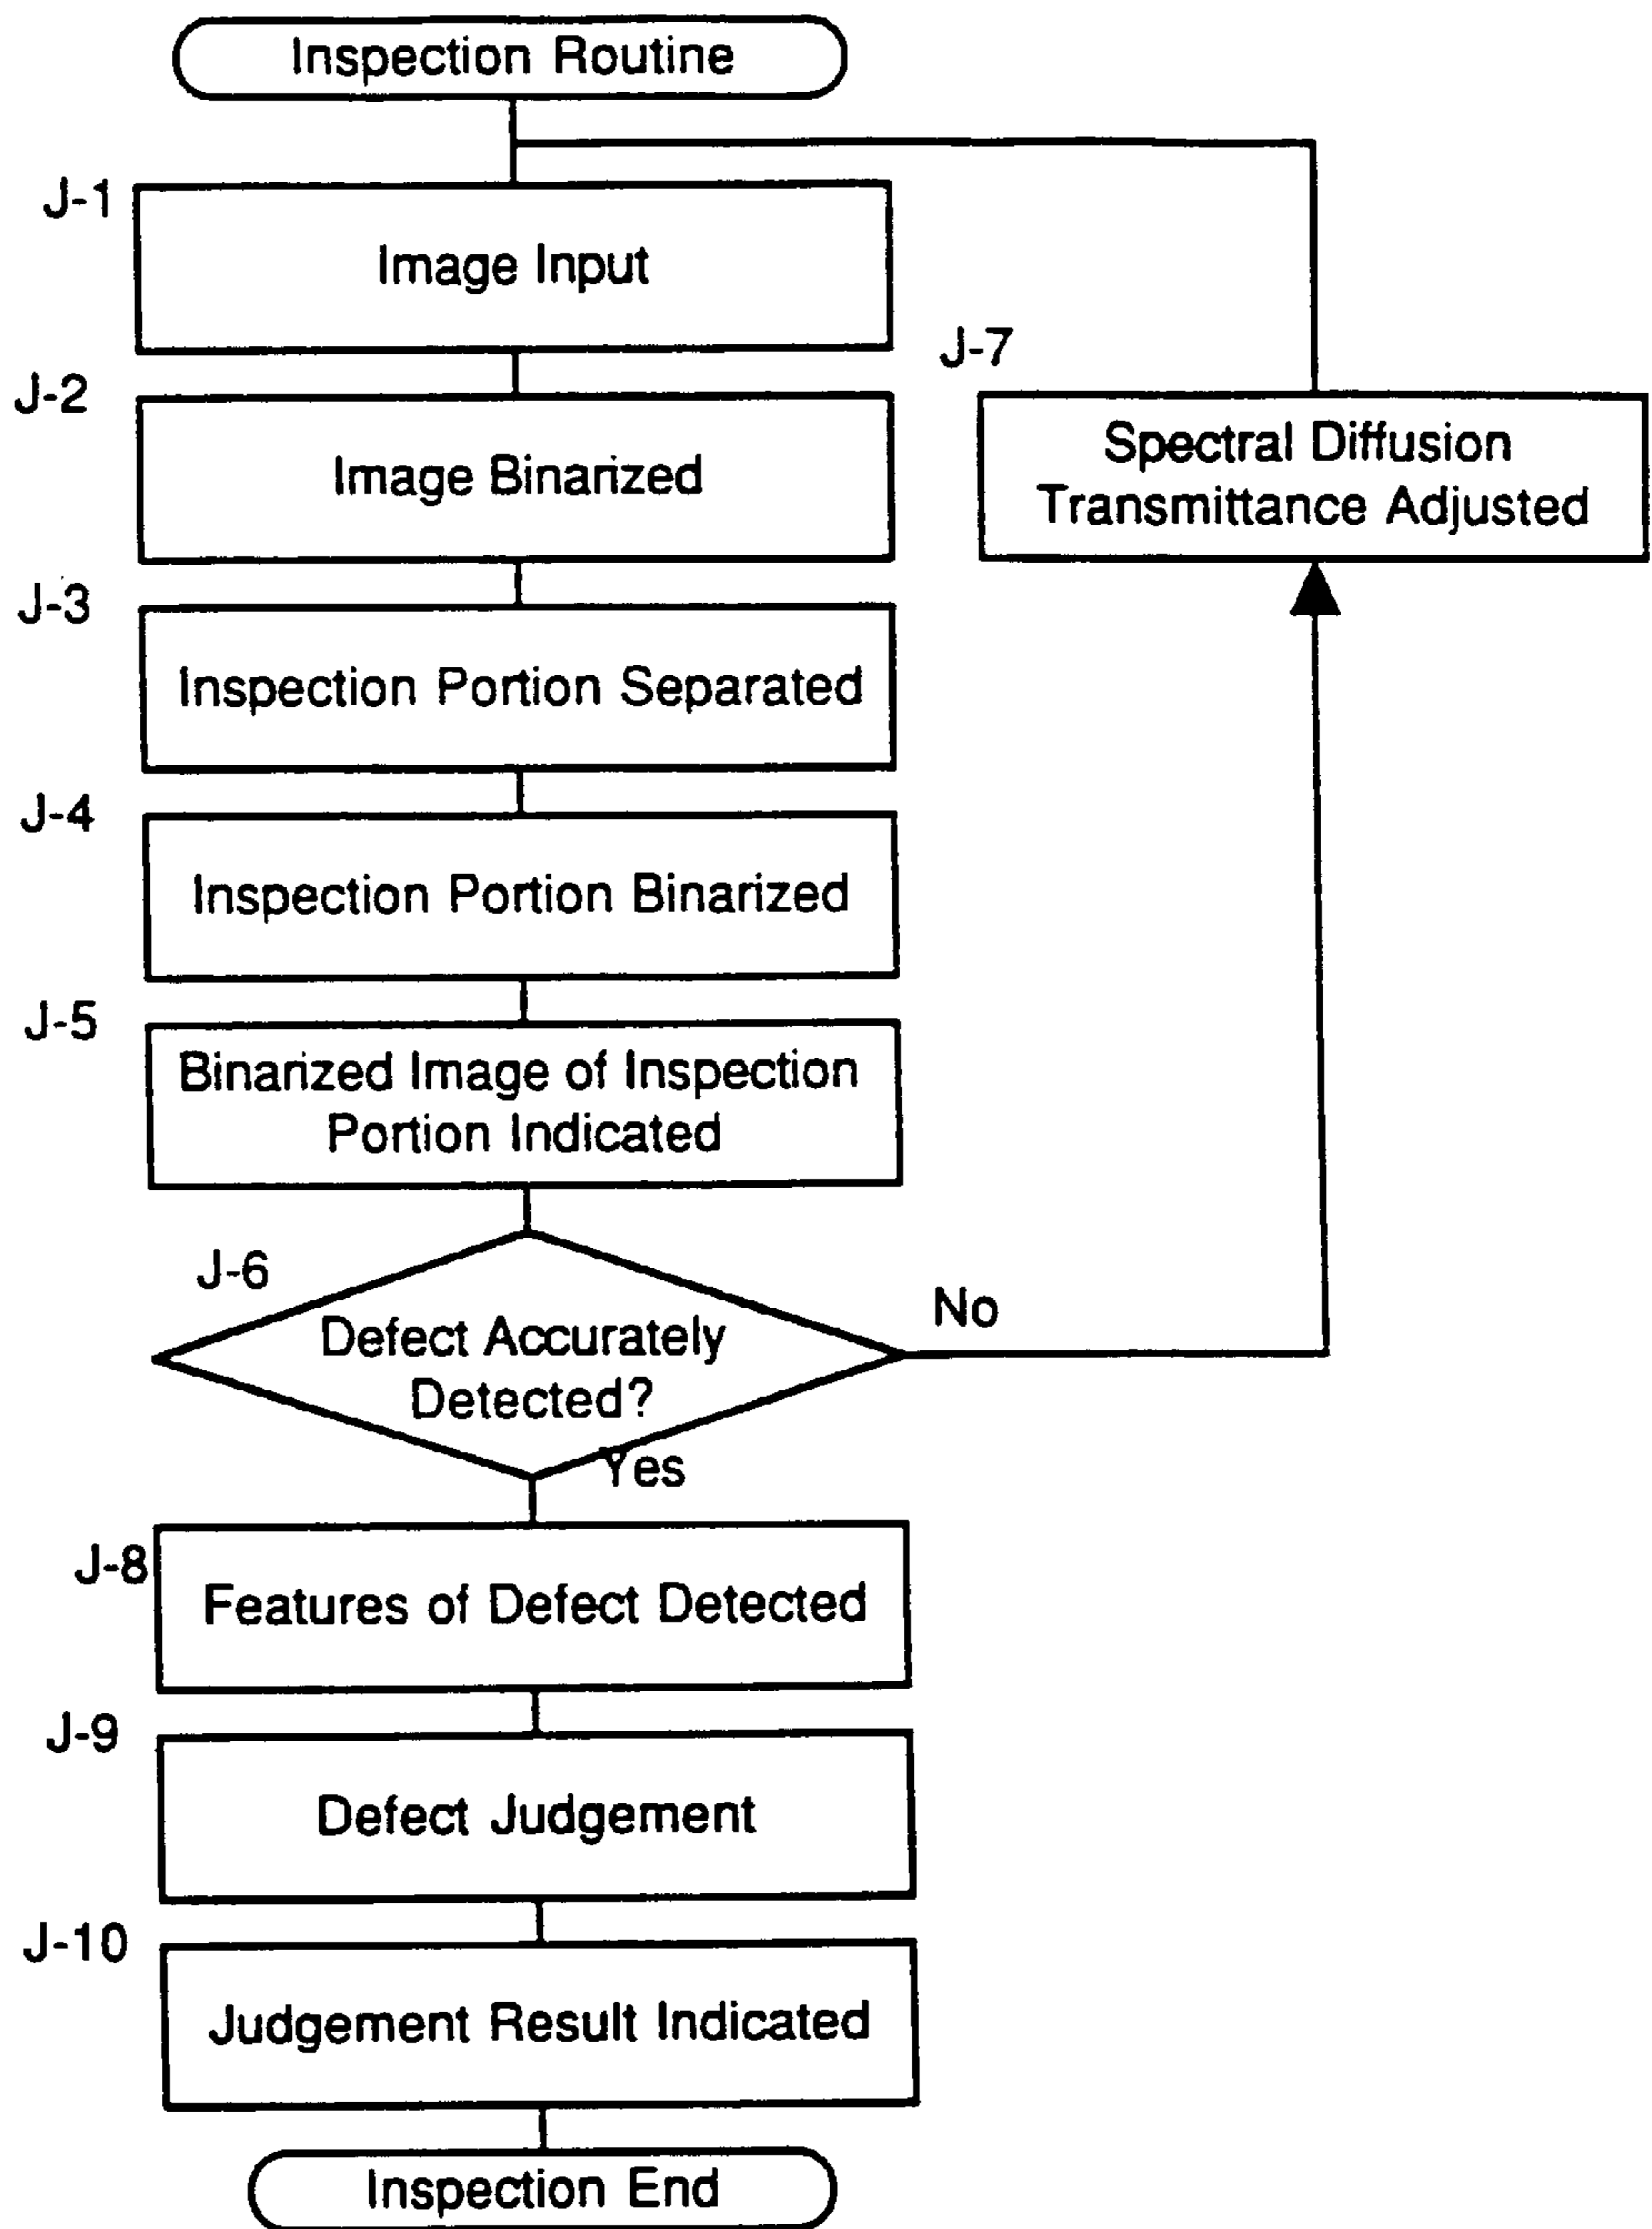 Inspection Routine
J-1
Image Input
J-2
Image Binarized
J-3
Inspection Portion Separated
J-4
Inspection Portion Binarized
J-5
Binarized Image of Inspection
Portion Indicated
J-6
Defect Accurately
Detected?
No
Yes
J-7
Spectral Diffusion
Transmittance Adjusted
J-8
Features of Defect Detected
J-9
Defect Judgement
J-10
Judgement Result Indicated
Inspection End